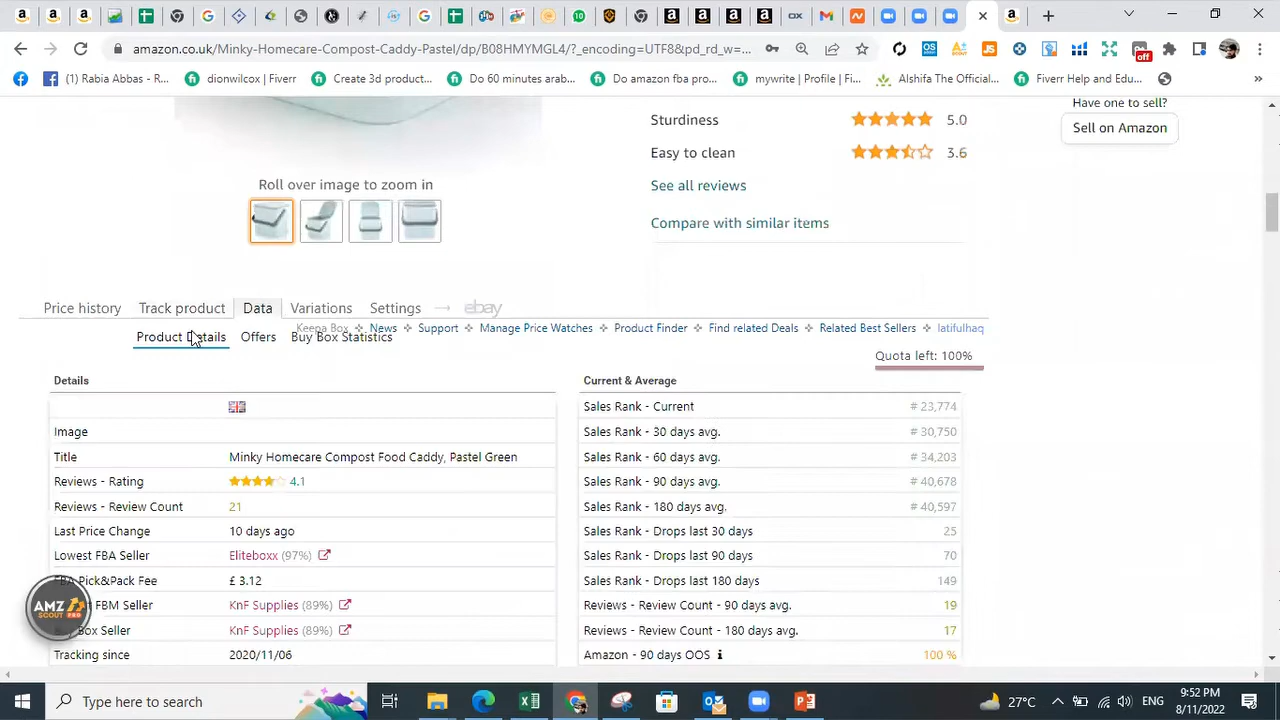 amazon.co.uk/Minky-Homecare-Compost-Caddy-Pastel/dp/B08HMYMGL4/?_encoding=UTF8&pd_rd_w=...
off
(1) Rabia Abbas - R...
dionwilcox | Fiverr
Create 3d product...
Do 60 minutes arab...
Do amazon fba pro...
mywrite | Profile | Fi...
Alshifa The Official...
Fiverr Help and Edu...
Have one to sell?
Sell on Amazon
Sturdiness 5.0
Easy to clean 3.6
See all reviews
Compare with similar items
Roll over image to zoom in
Price history Track product Data Variations Settings → ebay
Keepa Box News Support Manage Price Watches Product Finder Find related Deals Related Best Sellers latifulhaq
Product Details Offers Buy Box Statistics
Quota left: 100%
Details
Image
Title Minky Homecare Compost Food Caddy, Pastel Green
Reviews - Rating 4.1
Reviews - Review Count 21
Last Price Change 10 days ago
Lowest FBA Seller Eliteboxx (97%)
FBA Pick&Pack Fee £ 3.12
FBM Seller KnF Supplies (89%)
Box Seller KnF Supplies (89%)
Tracking since 2020/11/06
AMZ
SCOUT PRO
Current & Average
Sales Rank - Current # 23,774
Sales Rank - 30 days avg. # 30,750
Sales Rank - 60 days avg. # 34,203
Sales Rank - 90 days avg. # 40,678
Sales Rank - 180 days avg. # 40,597
Sales Rank - Drops last 30 days 25
Sales Rank - Drops last 90 days 70
Sales Rank - Drops last 180 days 149
Reviews - Review Count - 90 days avg. 19
Reviews - Review Count - 180 days avg. 17
Amazon - 90 days OOS 100 %
Type here to search
27°C
ENG
9:52 PM
8/11/2022